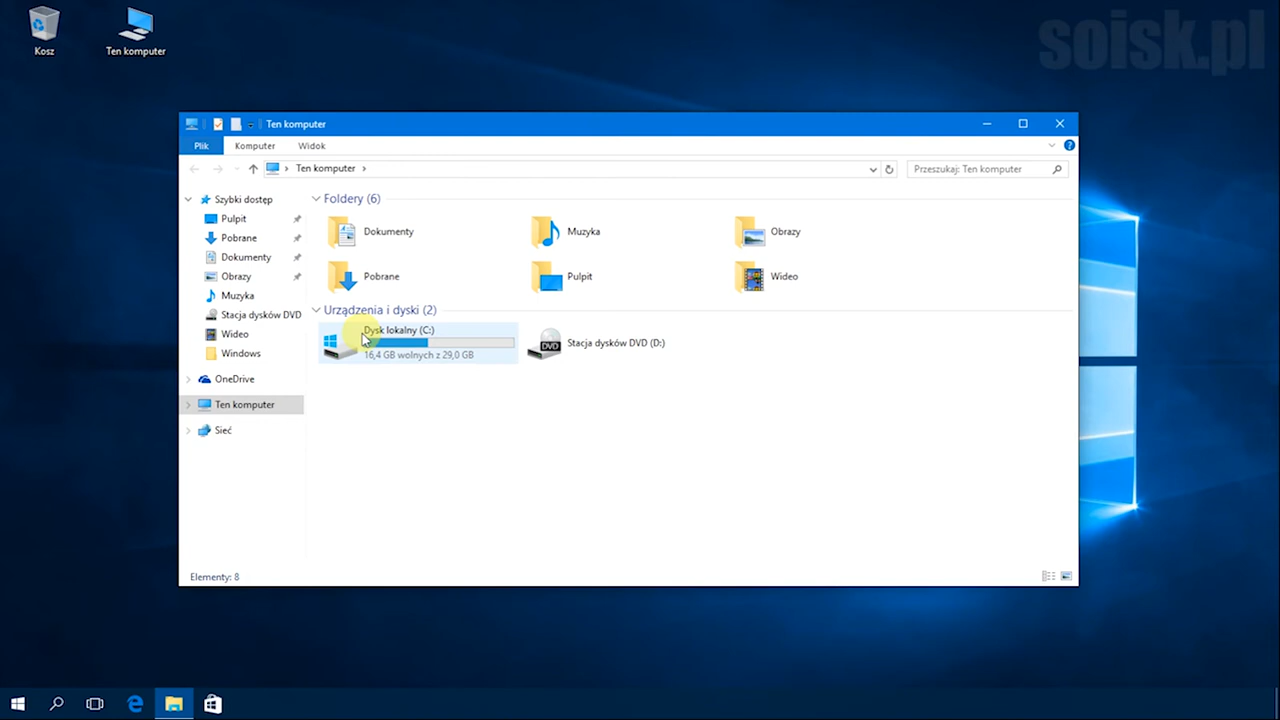 soisk.pl
Kosz
Ten komputer
Ten komputer
Plik Komputer Widok
Ten komputer
Przeszukaj: Ten komputer
Szybki dostęp
Pulpit
Pobrane
Dokumenty
Obrazy
Muzyka
Stacja dysków DVD
Wideo
Windows
OneDrive
Ten komputer
Sieć
Foldery (6)
Dokumenty
Muzyka
Obrazy
Pobrane
Pulpit
Wideo
Urządzenia i dyski (2)
Dysk lokalny (C:)
16,4 GB wolnych z 29,0 GB
DVD
Stacja dysków DVD (D:)
Elementy: 8